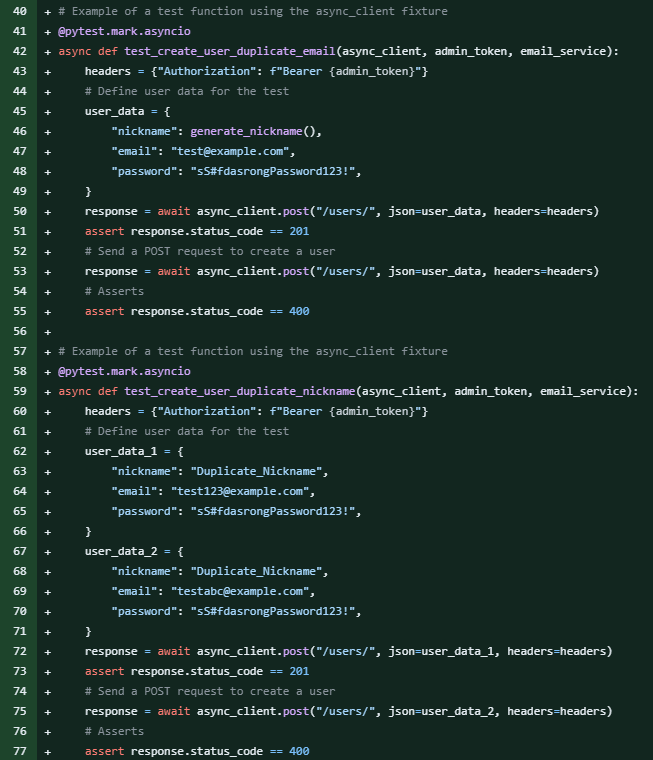 40 + # Example of a test function using the async_client fixture
41 + @pytest.mark.asyncio
42 + async def test_create_user_duplicate_email(async_client, admin_token, email_service):
43 +     headers = {"Authorization": f"Bearer {admin_token}"}
44 +     # Define user data for the test
45 +     user_data = {
46 +         "nickname": generate_nickname(),
47 +         "email": "test@example.com",
48 +         "password": "sS#fdasrongPassword123!",
49 +     }
50 +     response = await async_client.post("/users/", json=user_data, headers=headers)
51 +     assert response.status_code == 201
52 +     # Send a POST request to create a user
53 +     response = await async_client.post("/users/", json=user_data, headers=headers)
54 +     # Asserts
55 +     assert response.status_code == 400
56 +
57 + # Example of a test function using the async_client fixture
58 + @pytest.mark.asyncio
59 + async def test_create_user_duplicate_nickname(async_client, admin_token, email_service):
60 +     headers = {"Authorization": f"Bearer {admin_token}"}
61 +     # Define user data for the test
62 +     user_data_1 = {
63 +         "nickname": "Duplicate_Nickname",
64 +         "email": "test123@example.com",
65 +         "password": "sS#fdasrongPassword123!",
66 +     }
67 +     user_data_2 = {
68 +         "nickname": "Duplicate_Nickname",
69 +         "email": "testabc@example.com",
70 +         "password": "sS#fdasrongPassword123!",
71 +     }
72 +     response = await async_client.post("/users/", json=user_data_1, headers=headers)
73 +     assert response.status_code == 201
74 +     # Send a POST request to create a user
75 +     response = await async_client.post("/users/", json=user_data_2, headers=headers)
76 +     # Asserts
77 +     assert response.status_code == 400